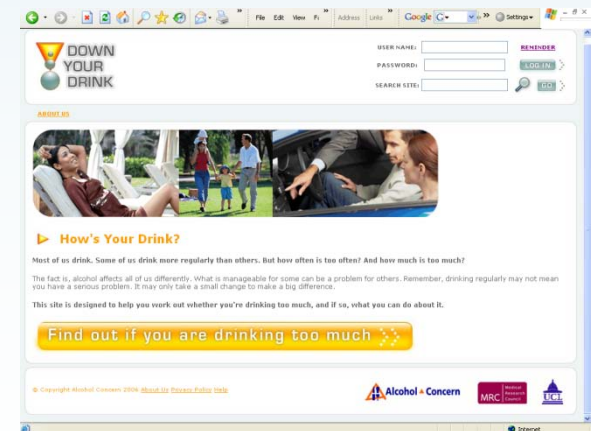 File Edit View Address Links Google G Settings
DOWN
YOUR
DRINK
USER NAME: REMINDER
PASSWORD: LOG IN
SEARCH SITE: GO
ABOUT US
How's Your Drink?
Most of us drink. Some of us drink more regularly than others. But how often is too often? And how much is too much?
The fact is, alcohol affects all of us differently. What is manageable for some can be a problem for others. Remember, drinking regularly may not mean
you have a serious problem. It may only take a small change to make a big difference.
This site is designed to help you work out whether you're drinking too much, and if so, what you can do about it.
Find out if you are drinking too much
© Copyright Alcohol Concern 2006 About Us Privacy Policy Help
Alcohol Concern
MRC Medical
Research
Council
UCL
Internet